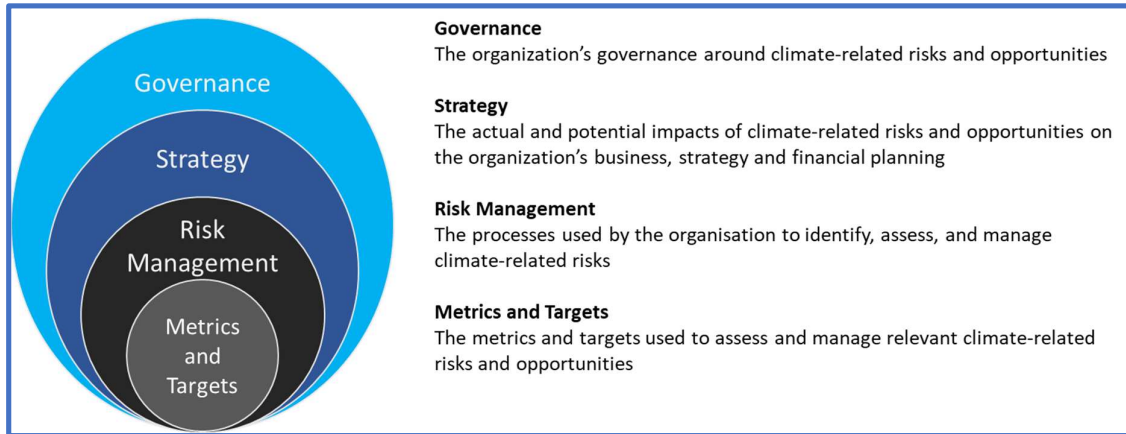 Governance
Strategy
Risk
Management
Metrics
and
Targets
Governance
The organization’s governance around climate-related risks and opportunities
Strategy
The actual and potential impacts of climate-related risks and opportunities on
the organization’s business, strategy and financial planning
Risk Management
The processes used by the organisation to identify, assess, and manage
climate-related risks
Metrics and Targets
The metrics and targets used to assess and manage relevant climate-related
risks and opportunities